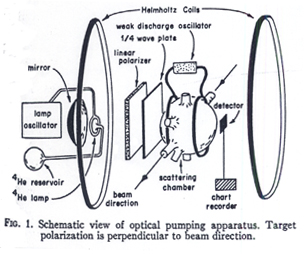 Helmholtz Coils
weak discharge oscillator
1/4 wave plate
linear
polarizer
mirror
lamp
oscillator
detector
4He reservoir
4He lamp
beam
direction
scattering
chamber
chart
recorder
FIG. 1. Schematic view of optical pumping apparatus. Target
polarization is perpendicular to beam direction.